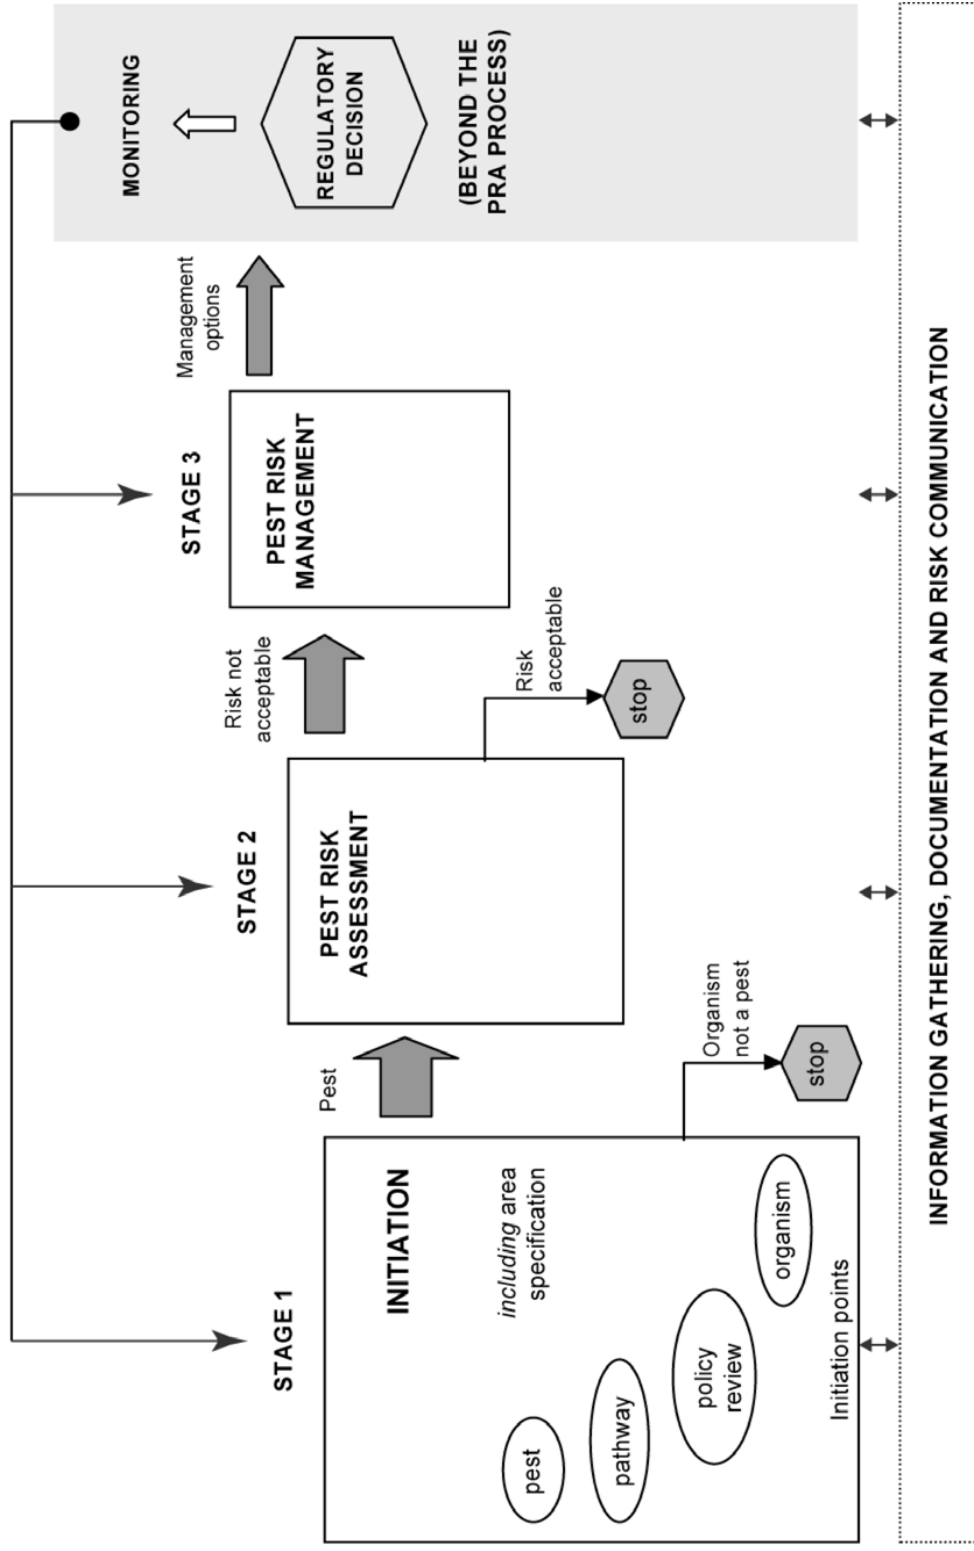 STAGE 1
INITIATION
including area
specification
pest
pathway
policy
review
organism
Initiation points
Pest
Organism
not a pest
stop
STAGE 2
PEST RISK
ASSESSMENT
Risk not
acceptable
Risk
acceptable
stop
STAGE 3
PEST RISK
MANAGEMENT
Management
options
MONITORING
REGULATORY
DECISION
(BEYOND THE
PRA PROCESS)
INFORMATION GATHERING, DOCUMENTATION AND RISK COMMUNICATION